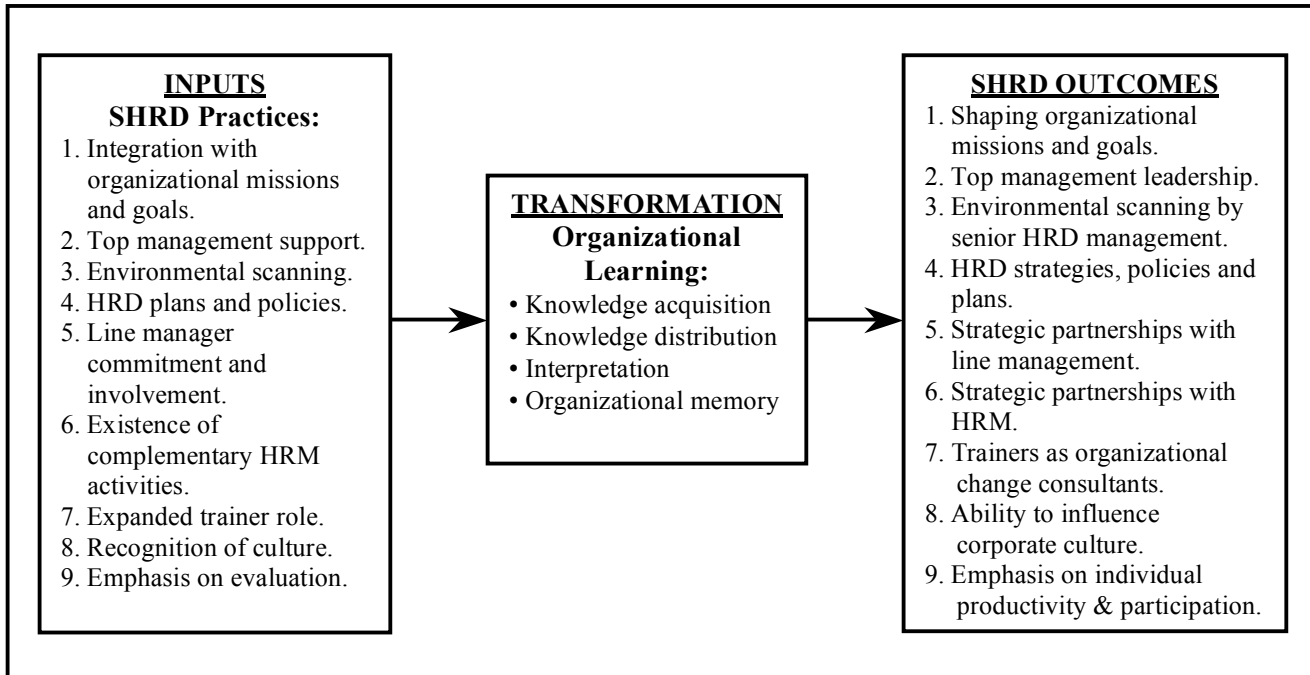 INPUTS
SHRD Practices:
1. Integration with
organizational missions
and goals.
2. Top management support.
3. Environmental scanning.
4. HRD plans and policies.
5. Line manager
commitment and
involvement.
6. Existence of
complementary HRM
activities.
7. Expanded trainer role.
8. Recognition of culture.
9. Emphasis on evaluation.
TRANSFORMATION
Organizational
Learning:
• Knowledge acquisition
• Knowledge distribution
• Interpretation
• Organizational memory
SHRD OUTCOMES
1. Shaping organizational
missions and goals.
2. Top management leadership.
3. Environmental scanning by
senior HRD management.
4. HRD strategies, policies and
plans.
5. Strategic partnerships with
line management.
6. Strategic partnerships with
HRM.
7. Trainers as organizational
change consultants.
8. Ability to influence
corporate culture.
9. Emphasis on individual
productivity & participation.